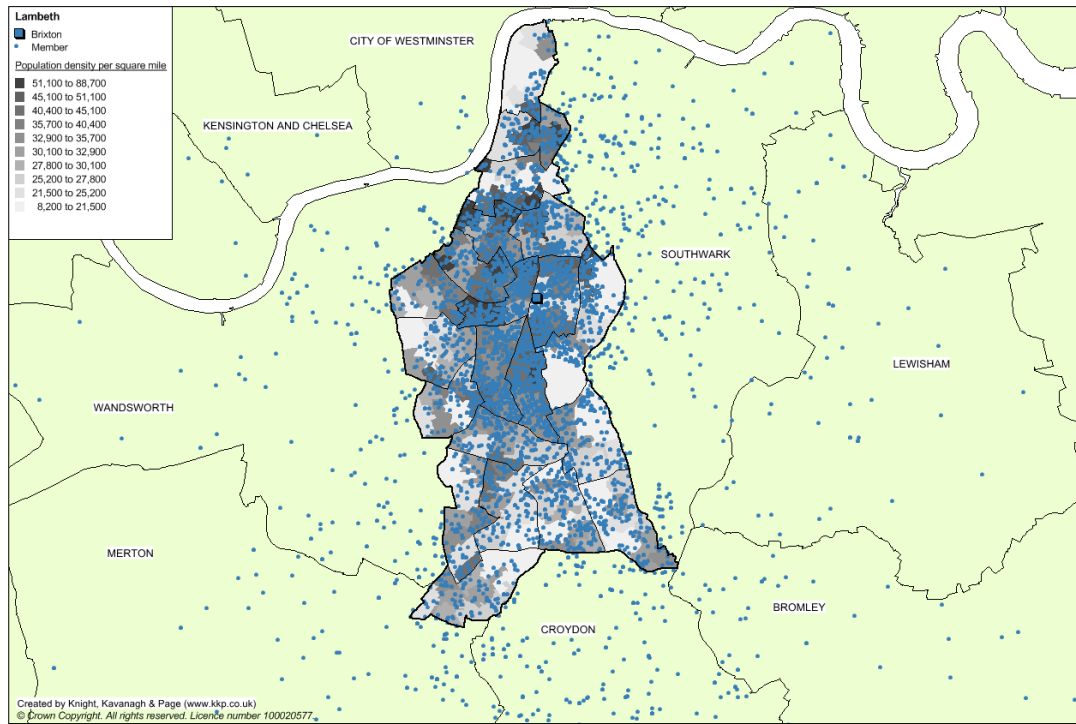 Lambeth
Brixton
Member
Population density per square mile
51,100 to 88,700
45,100 to 51,100
40,400 to 45,100
35,700 to 40,400
32,900 to 35,700
30,100 to 32,900
27,800 to 30,100
25,200 to 27,800
21,500 to 25,200
8,200 to 21,500
CITY OF WESTMINSTER
KENSINGTON AND CHELSEA
SOUTHWARK
LEWISHAM
WANDSWORTH
MERTON
BROMLEY
CROYDON
Created by Knight, Kavanagh & Page (www.kkp.co.uk)
© Crown Copyright. All rights reserved. Licence number 100020577.